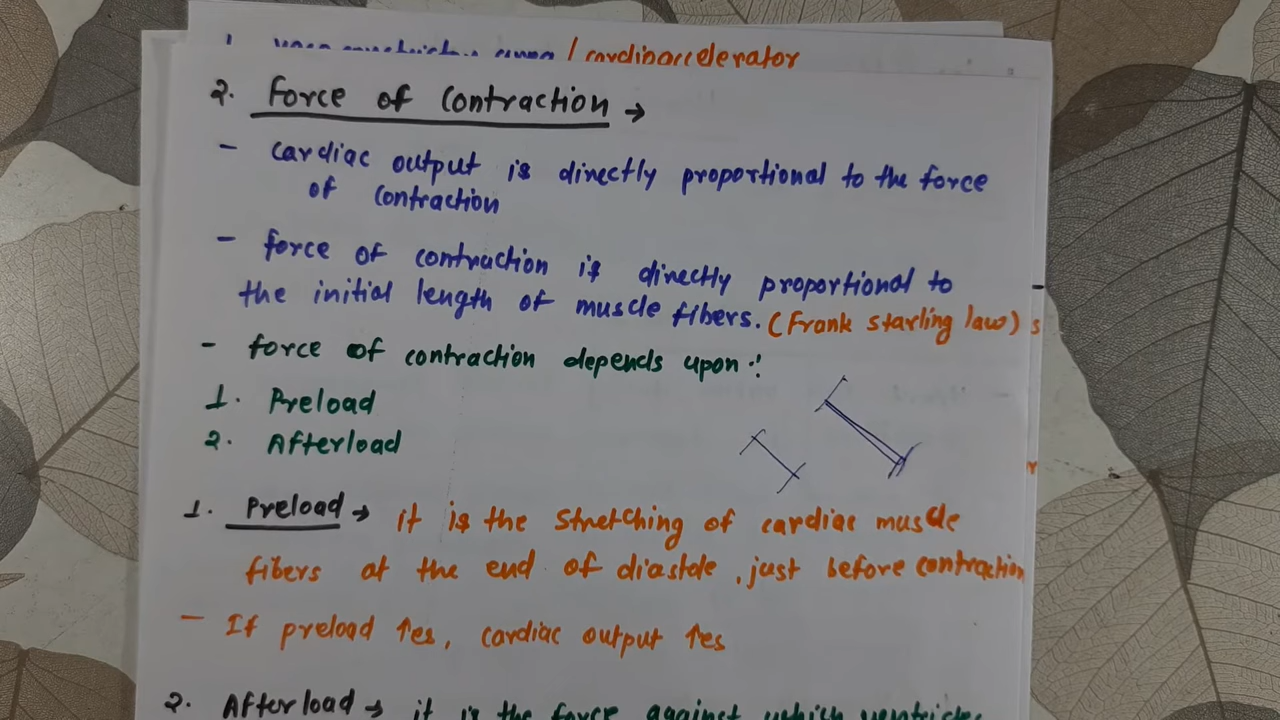 / cardioaccelerator
2. Force of Contraction →
- cardiac output is directly proportional to the force
of contraction
- force of contraction is directly proportional to
the initial length of muscle fibers. (Frank starling law) s
- force of contraction depends upon :
1. Preload
2. Afterload
1. Preload → it is the stretching of cardiac muscle
fibers at the end of diastole, just before contraction
- If preload ↑es, cardiac output ↑es
2. Afterload → it is the force against which ventricles